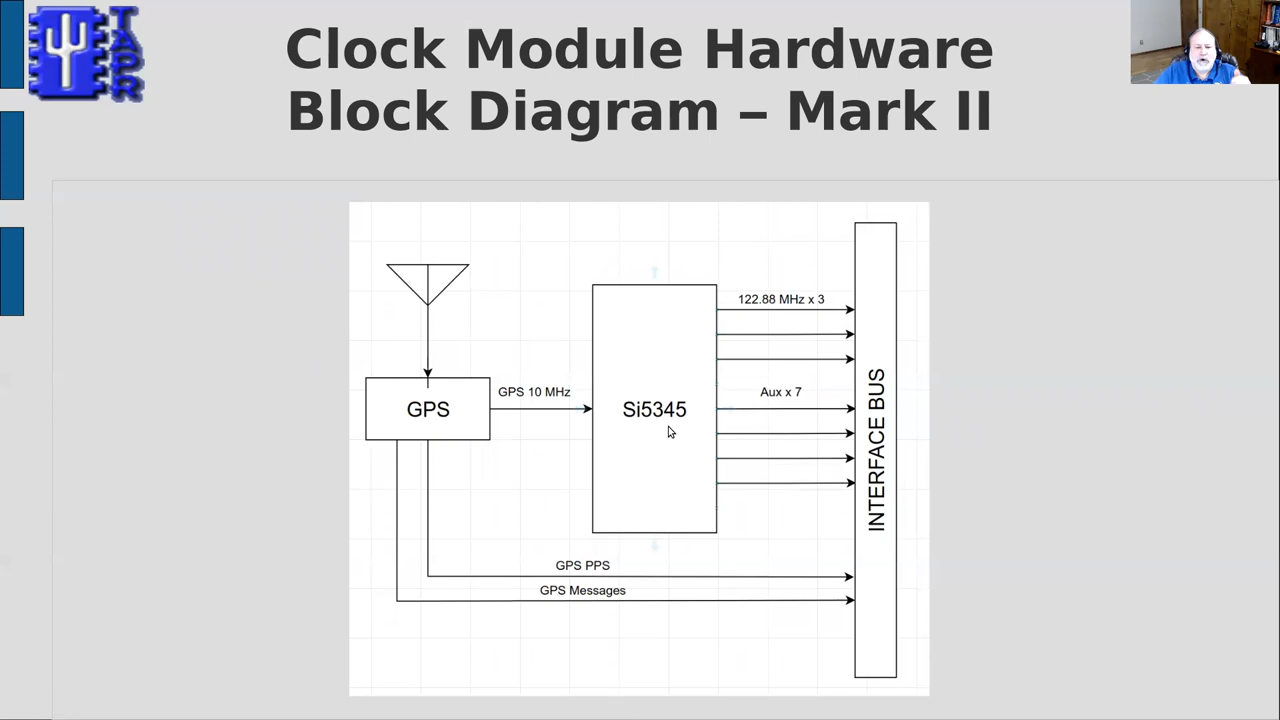 TAPR
Clock Module Hardware
Block Diagram – Mark II
122.88 MHz x 3
GPS 10 MHz
Aux x 7
GPS
Si5345
INTERFACE BUS
GPS PPS
GPS Messages